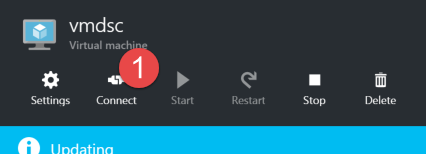 vmdsc
Virtual machine
1
Settings Connect Start Restart Stop Delete
Updating